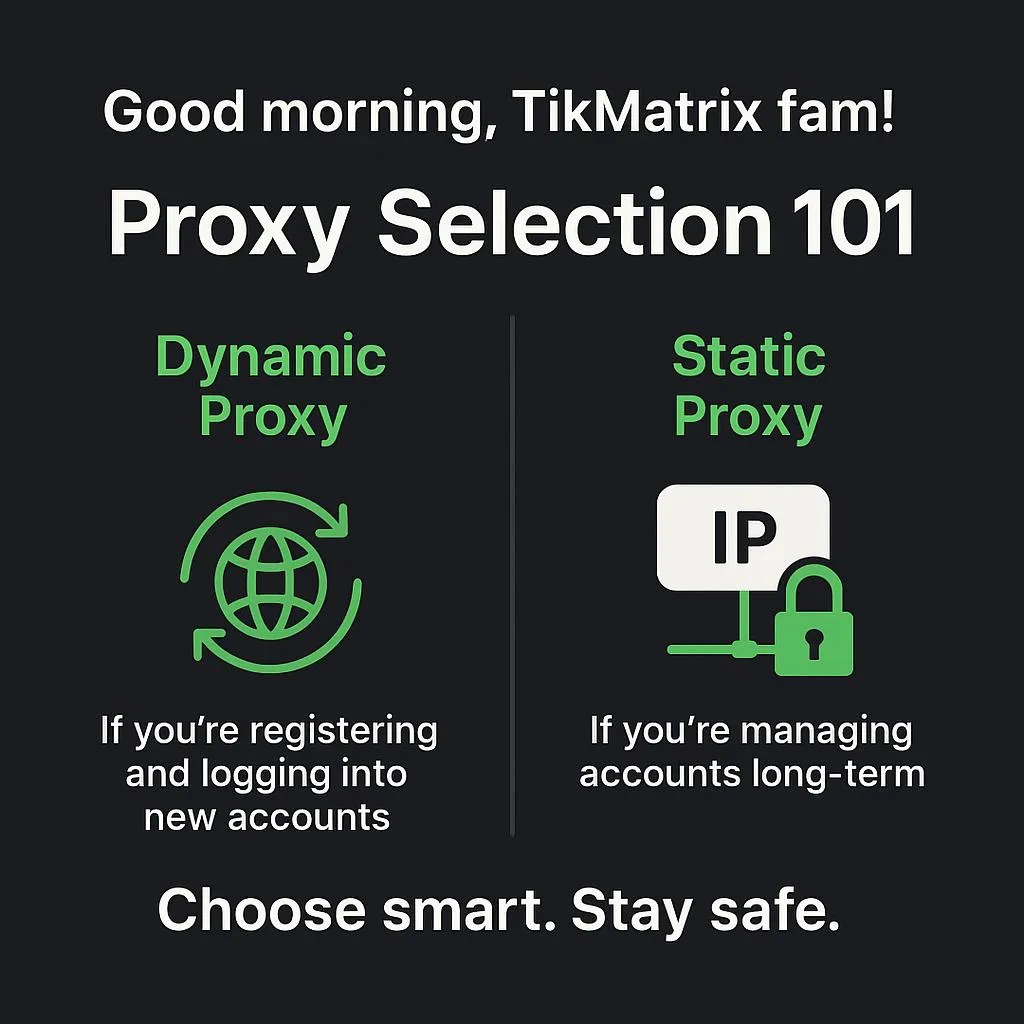 Good morning, TikMatrix fam!
Proxy Selection 101
Dynamic
Proxy
If you’re registering
and logging into
new accounts
Static
Proxy
IP
If you’re managing
accounts long-term
Choose smart. Stay safe.